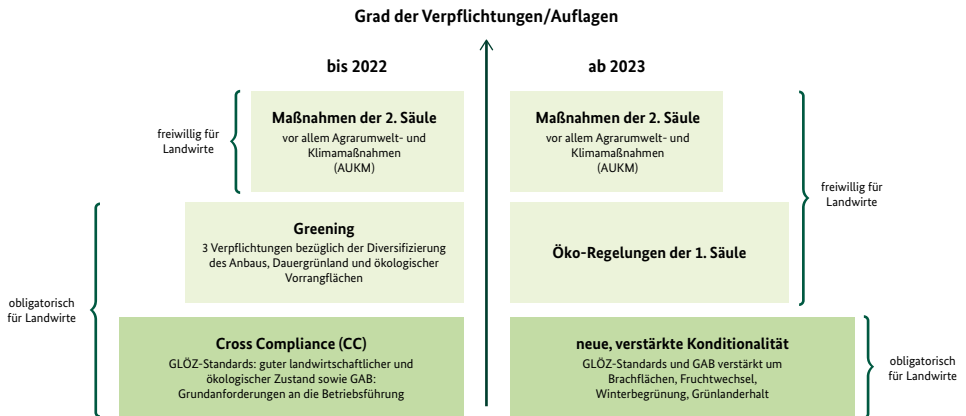 Grad der Verpflichtungen/Auflagen
bis 2022
ab 2023
freiwillig für
Landwirte
Maßnahmen der 2. Säule
vor allem Agrarumwelt- und
Klimamaßnahmen
(AUKM)
Maßnahmen der 2. Säule
vor allem Agrarumwelt- und
Klimamaßnahmen
(AUKM)
freiwillig für
Landwirte
Greening
3 Verpflichtungen bezüglich der Diversifizierung
des Anbaus, Dauergrünland und ökologischer
Vorrangflächen
Öko-Regelungen der 1. Säule
obligatorisch
für Landwirte
Cross Compliance (CC)
GLÖZ-Standards: guter landwirtschaftlicher und
ökologischer Zustand sowie GAB:
Grundanforderungen an die Betriebsführung
neue, verstärkte Konditionalität
GLÖZ-Standards und GAB verstärkt um
Brachflächen, Fruchtwechsel,
Winterbegrünung, Grünlanderhalt
obligatorisch
für Landwirte